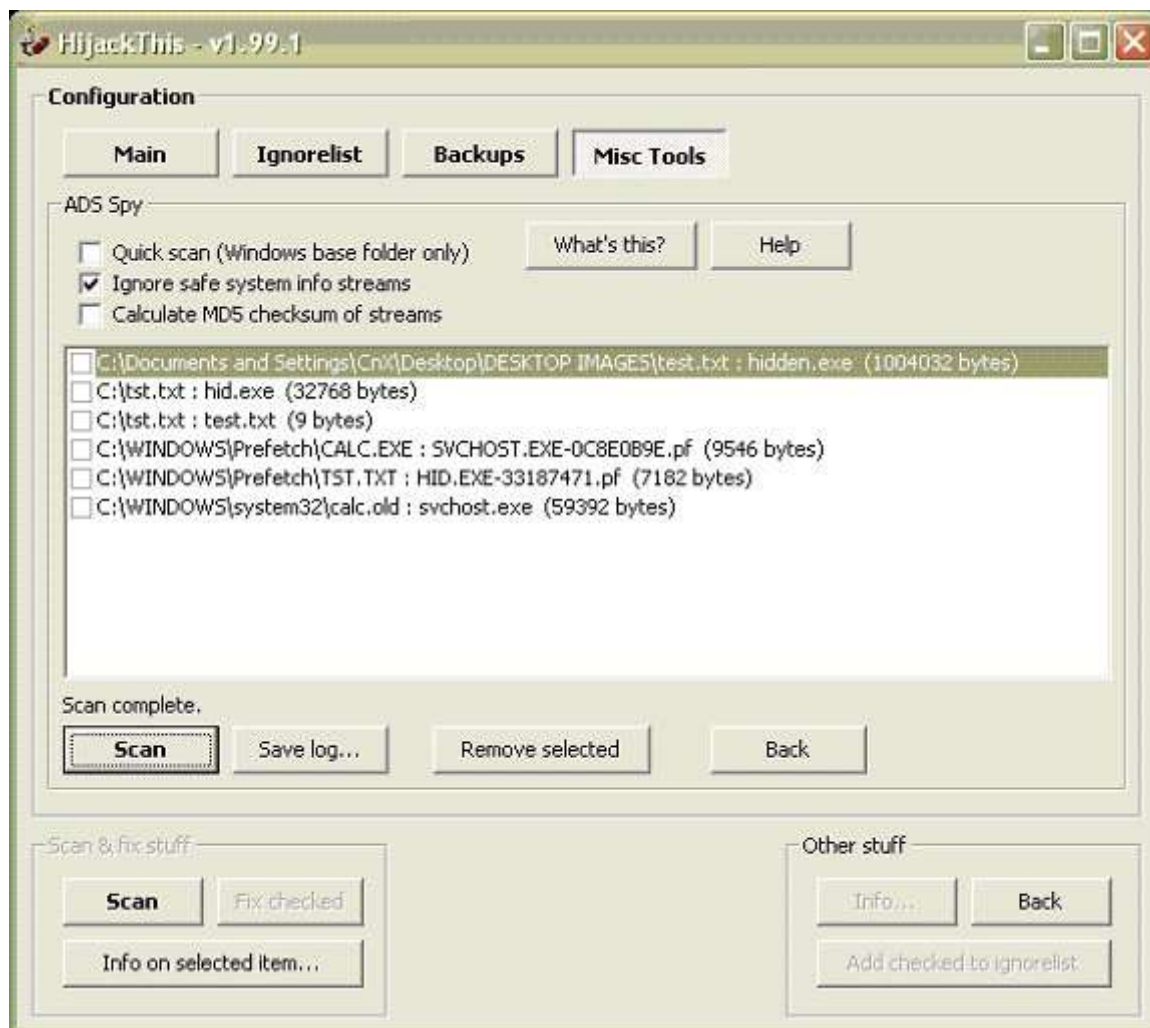 HijackThis - v1.99.1
Configuration
Main Ignorelist Backups Misc Tools
ADS Spy
What's this? Help
Quick scan (Windows base folder only)
Ignore safe system info streams
Calculate MD5 checksum of streams
C:\Documents and Settings\CnX\Desktop\DESKTOP IMAGES\test.txt : hidden.exe (1004032 bytes)
C:\tst.txt : hid.exe (32768 bytes)
C:\tst.txt : test.txt (9 bytes)
C:\WINDOWS\Prefetch\CALC.EXE : SVCHOST.EXE-0C8E0B9E.pf (9546 bytes)
C:\WINDOWS\Prefetch\TST.TXT : HID.EXE-33187471.pf (7182 bytes)
C:\WINDOWS\system32\calc.old : svchost.exe (59392 bytes)
Scan complete.
Scan Save log... Remove selected Back
Scan & fix stuff Other stuff
Scan Fix checked Info... Back
Info on selected item... Add checked to ignorelist